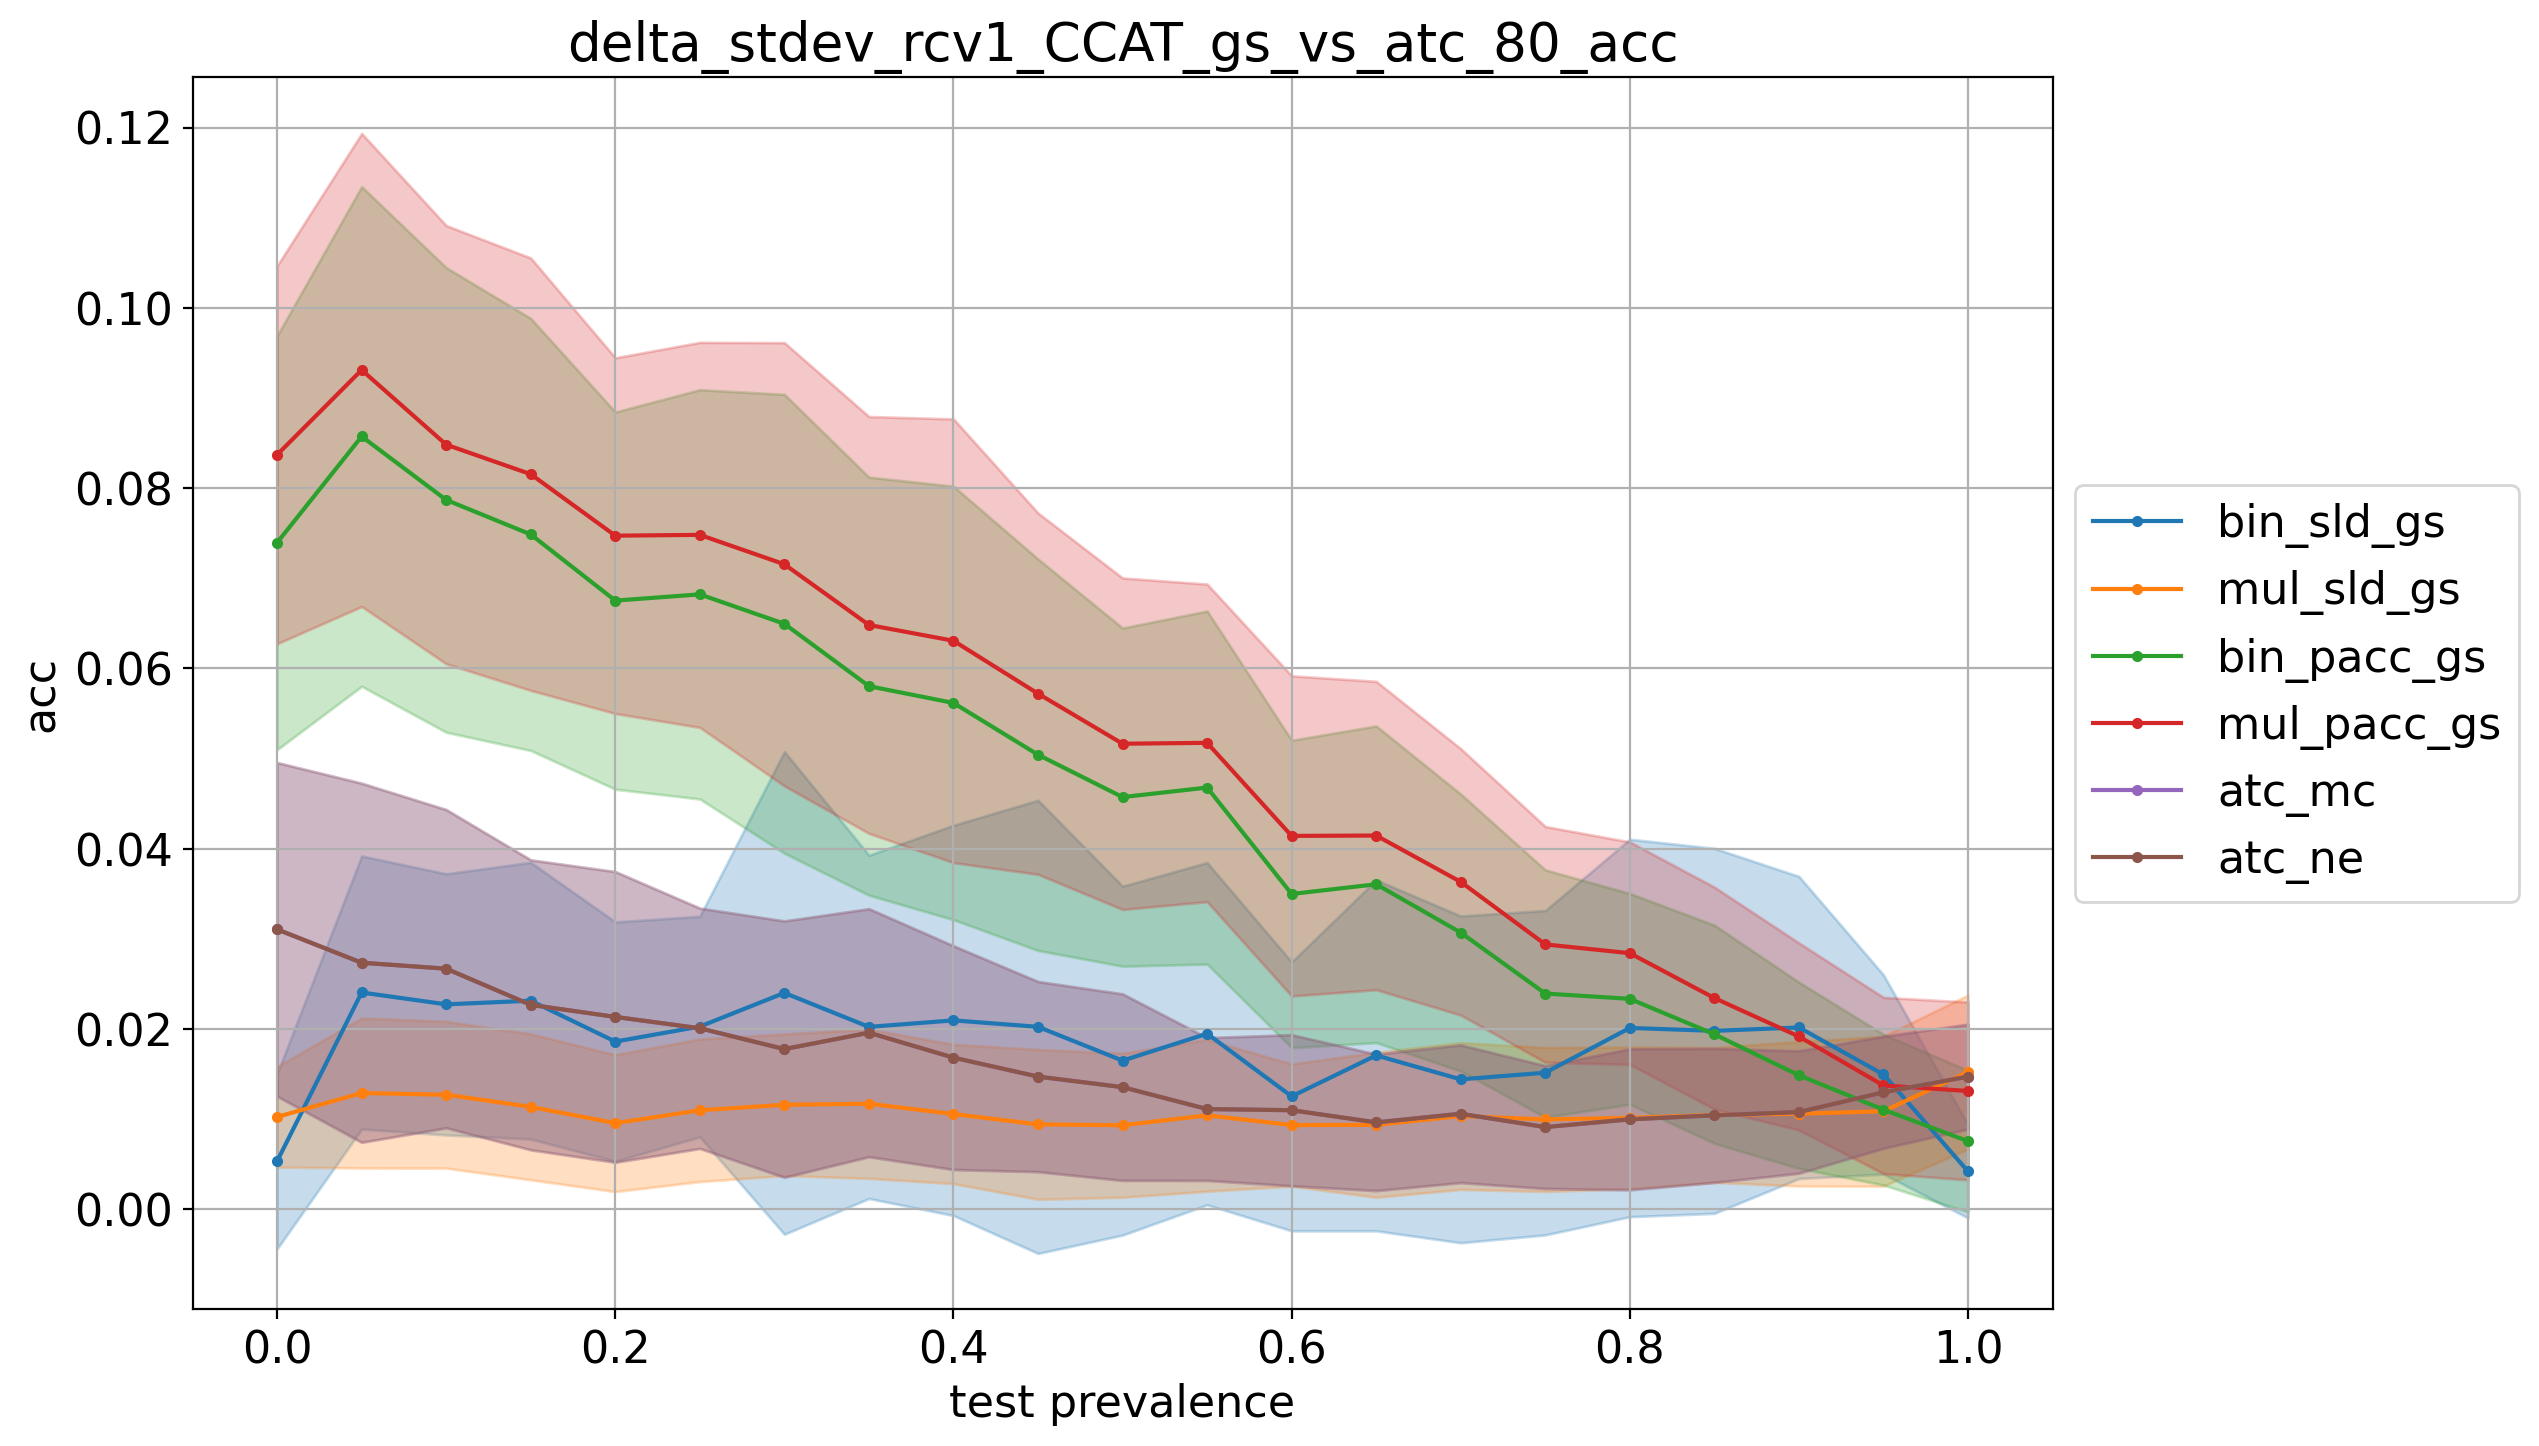 delta_stdev_rcv1_CCAT_gs_vs_atc_80_acc
acc
0.12
0.10
0.08
0.06
0.04
0.02
0.00
0.0 0.2 0.4 0.6 0.8 1.0
test prevalence
bin_sld_gs
mul_sld_gs
bin_pacc_gs
mul_pacc_gs
atc_mc
atc_ne